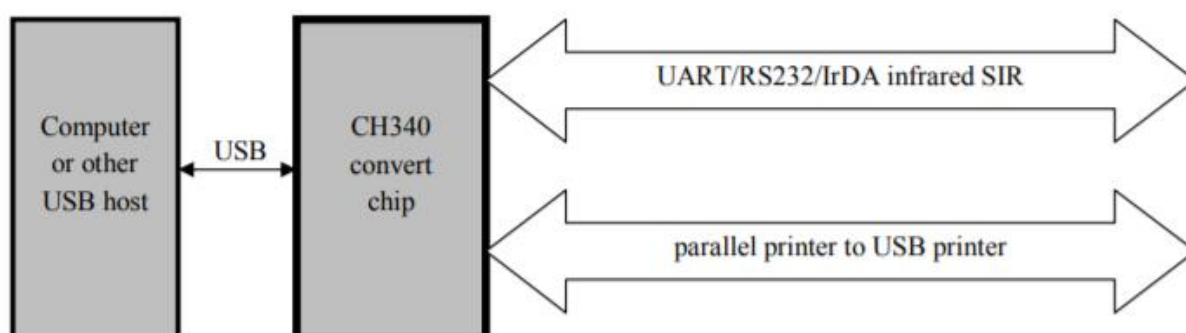 Computer
or other
USB host
USB
CH340
convert
chip
UART/RS232/IrDA infrared SIR
parallel printer to USB printer